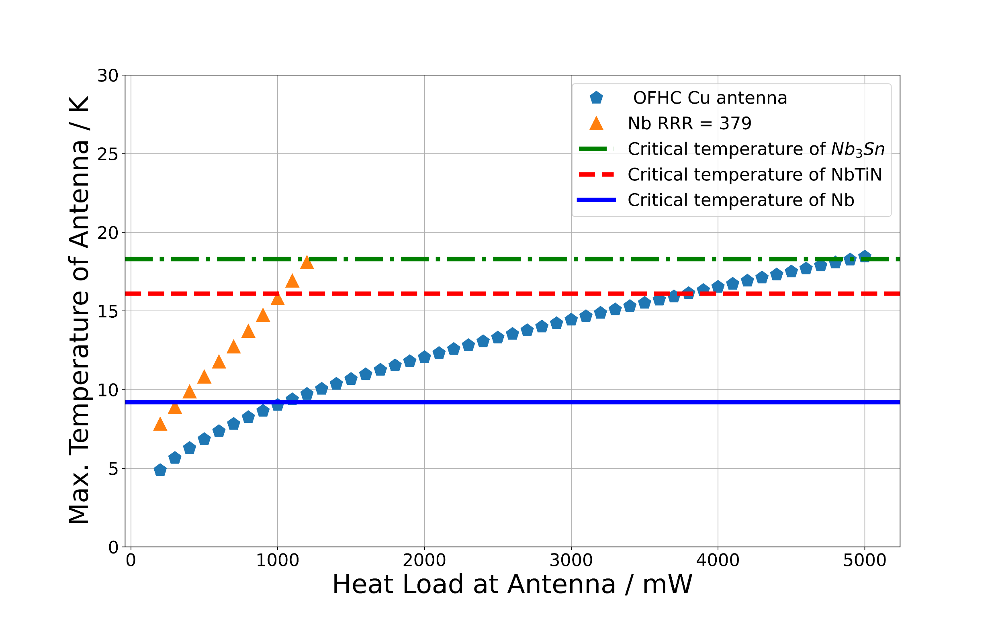 Max. Temperature of Antenna / K
30
25
20
15
10
5
0
OFHC Cu antenna
Nb RRR = 379
Critical temperature of Nb₃Sn
Critical temperature of NbTiN
Critical temperature of Nb
0 1000 2000 3000 4000 5000
Heat Load at Antenna / mW